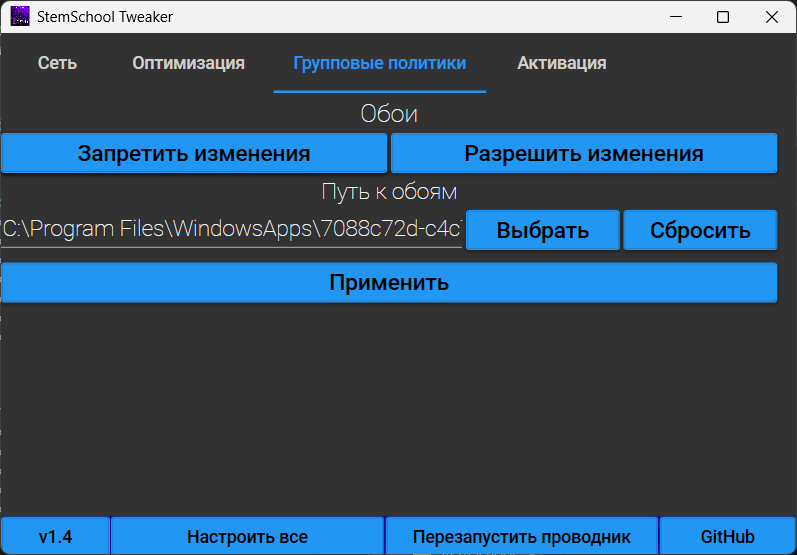 StemSchool Tweaker
Сеть Оптимизация Групповые политики Активация
Обои
Запретить изменения Разрешить изменения
Путь к обоям
C:\Program Files\WindowsApps\7088c72d-c4c Выбрать Сбросить
Применить
v1.4 Настроить все Перезапустить проводник GitHub